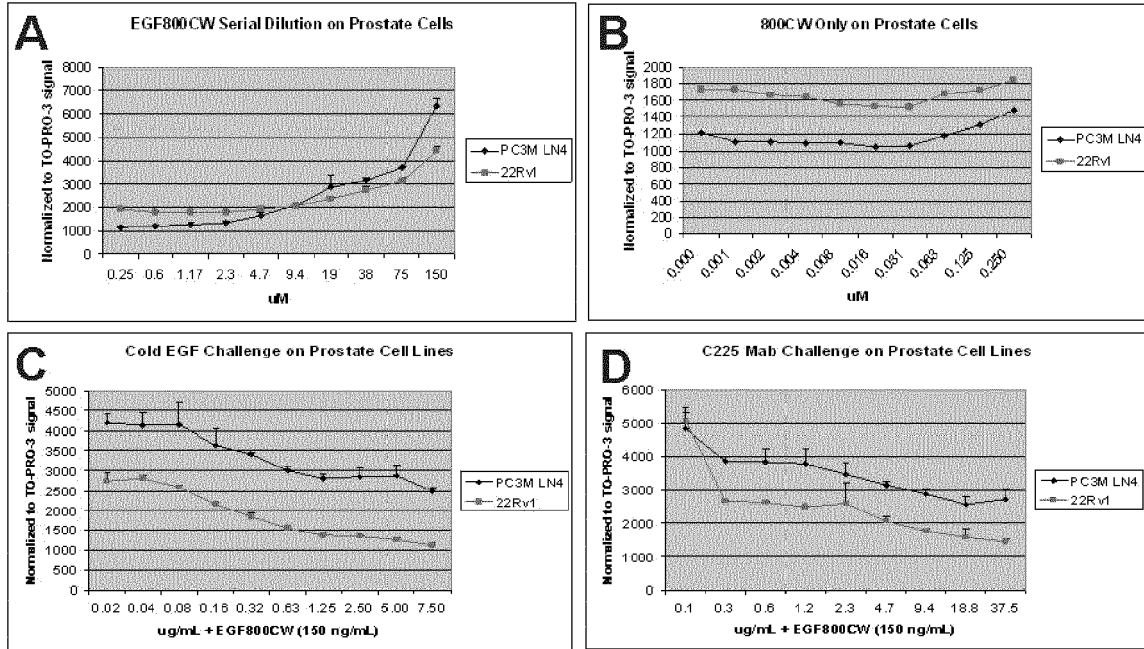 A
EGF800CW Serial Dilution on Prostate Cells
Normalized to TO-PRO-3 signal
8000
7000
6000
5000
4000
3000
2000
1000
0
0.25 0.6 1.17 2.3 4.7 9.4 19 38 75 150
uM
PC3M LN4
22Rv1
B
800CW Only on Prostate Cells
Normalized to TO-PRO-3 signal
2000
1800
1600
1400
1200
1000
800
600
400
200
0
0.000 0.001 0.002 0.004 0.008 0.016 0.031 0.063 0.125 0.250
uM
PC3M LN4
22Rv1
C
Cold EGF Challenge on Prostate Cell Lines
Normalized to TO-PRO-3 signal
5000
4500
4000
3500
3000
2500
2000
1500
1000
500
0
0.02 0.04 0.08 0.16 0.32 0.63 1.25 2.50 5.00 7.50
ug/mL + EGF800CW (150 ng/mL)
PC3M LN4
22Rv1
D
C225 Mab Challenge on Prostate Cell Lines
Normalized to TO-PRO-3 signal
6000
5000
4000
3000
2000
1000
0
0.1 0.3 0.6 1.2 2.3 4.7 9.4 18.8 37.5
ug/mL + EGF800CW (150 ng/mL)
PC3M LN4
22Rv1